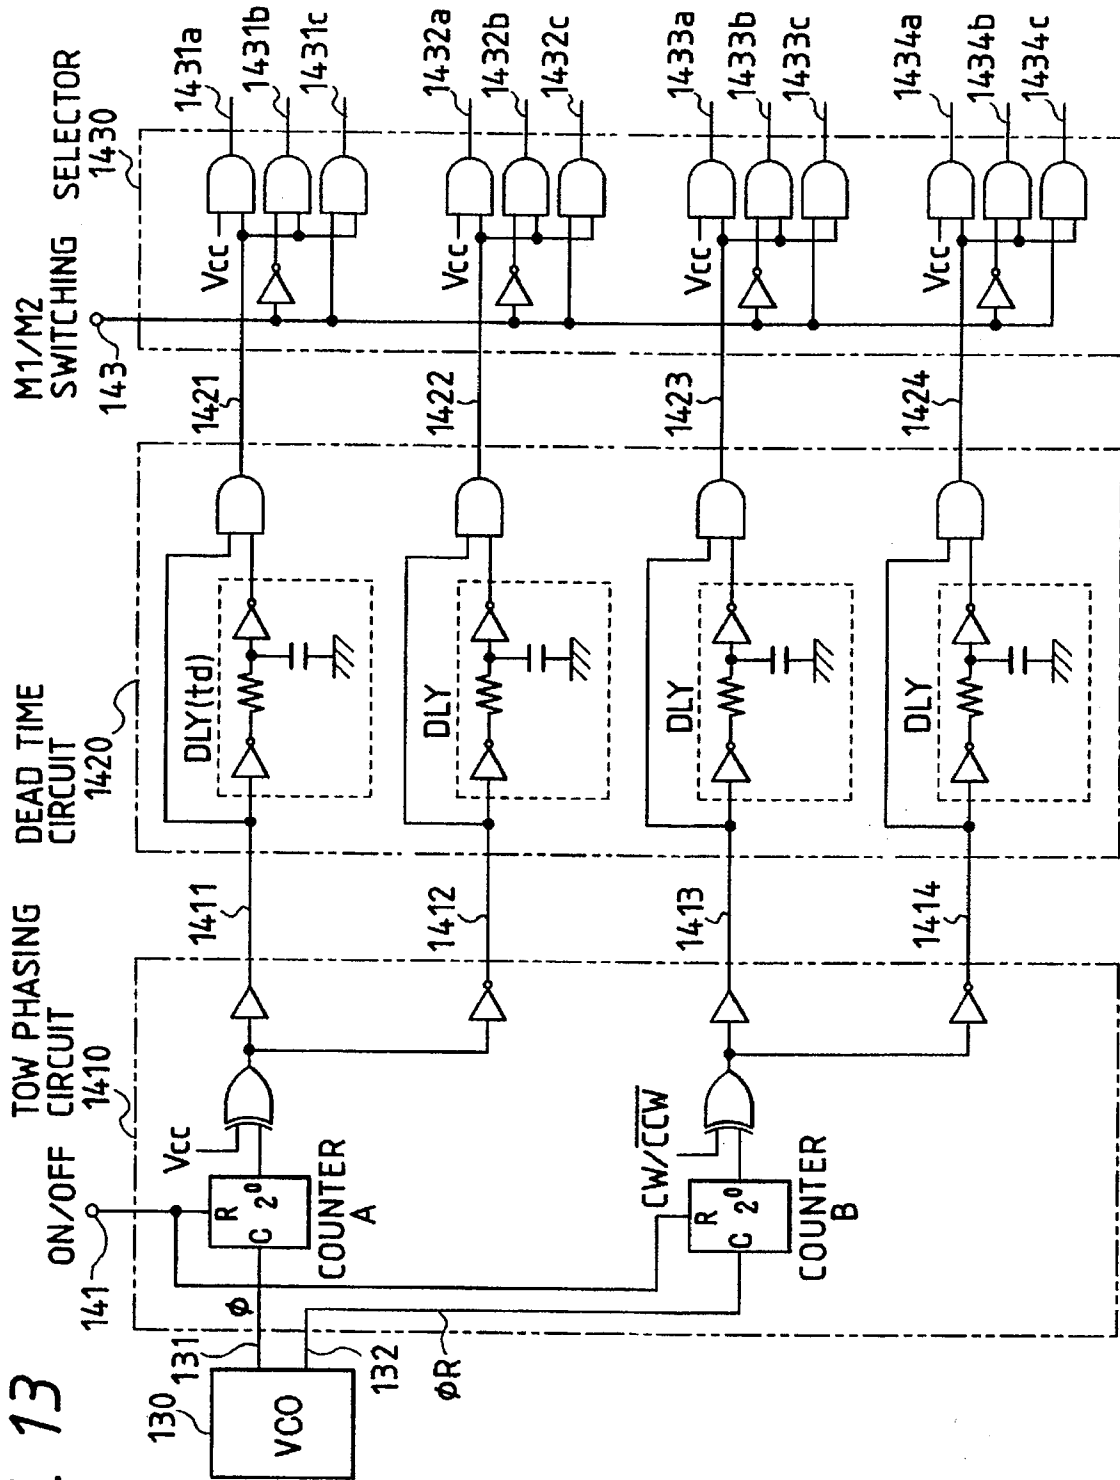 . 13
ON/OFF
141
TOW PHASING
CIRCUIT
1410
DEAD TIME
CIRCUIT
1420
M1/M2
SWITCHING
143
SELECTOR
1430
130
VCO
131
132
ø
øR
R
C
2⁰
COUNTER
A
Vcc
R
C
2⁰
COUNTER
B
CW/C̅C̅W̅
1411
1412
1413
1414
DLY(td)
DLY
DLY
DLY
1421
1422
1423
1424
Vcc
Vcc
Vcc
Vcc
1431a
1431b
1431c
1432a
1432b
1432c
1433a
1433b
1433c
1434a
1434b
1434c